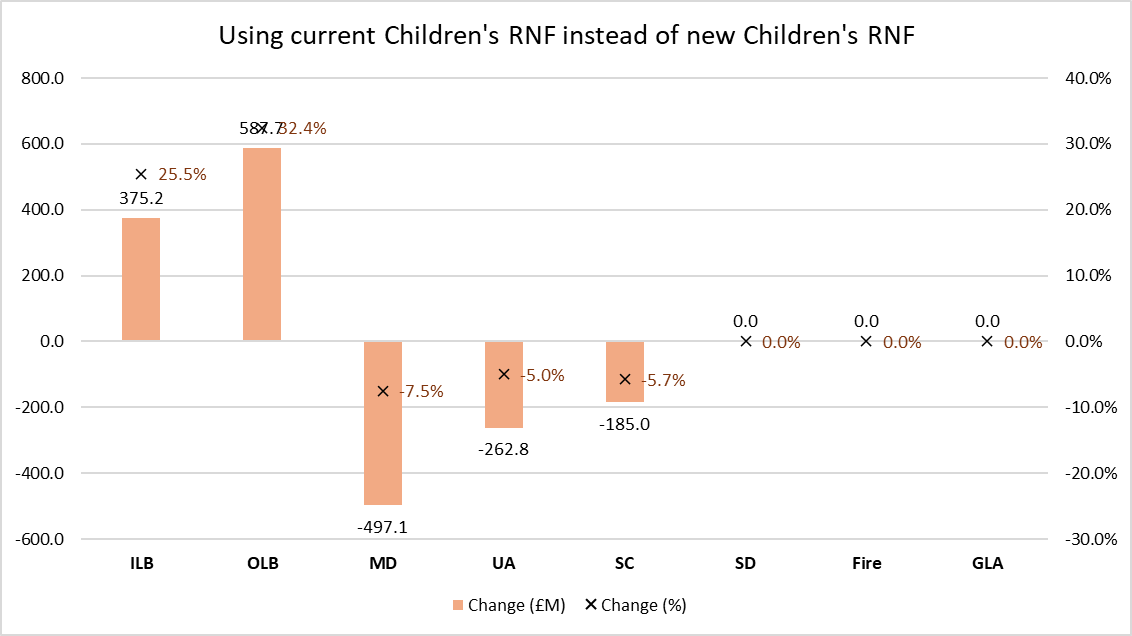 Using current Children's RNF instead of new Children's RNF
800.0 40.0%
600.0 587.7 32.4% 30.0%
25.5%
375.2
400.0 20.0%
200.0 10.0%
0.0 0.0 0.0
0.0 0.0% 0.0% 0.0% 0.0%
-7.5% -5.0% -5.7%
-200.0 -10.0%
-185.0
-262.8
-400.0 -20.0%
-497.1
-600.0 -30.0%
ILB OLB MD UA SC SD Fire GLA
Change (£M) Change (%)